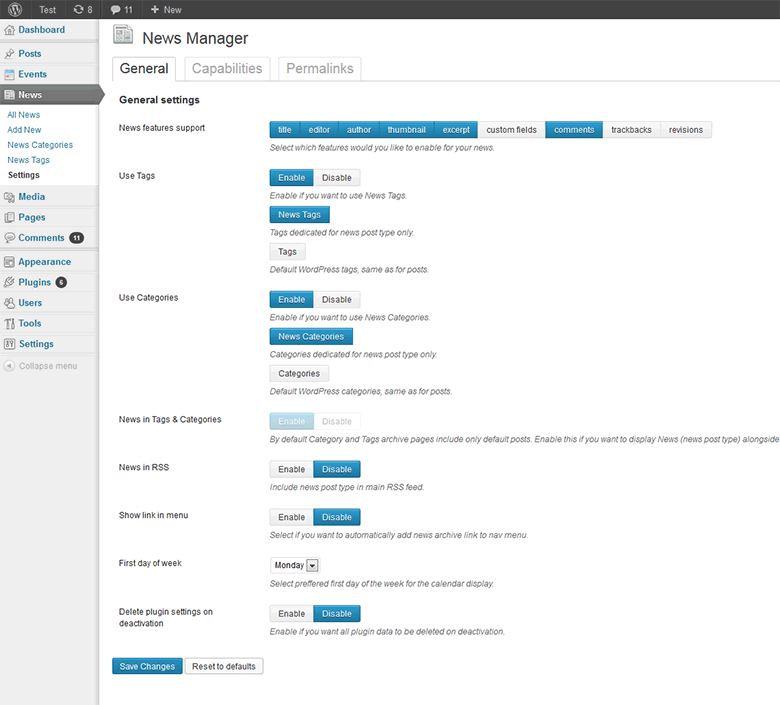 Test 8 11 + New
Dashboard
Posts
Events
News
All News
Add New
News Categories
News Tags
Settings
Media
Pages
Comments 11
Appearance
Plugins 6
Users
Tools
Settings
Collapse menu
News Manager
General Capabilities Permalinks
General settings
News features support title editor author thumbnail excerpt custom fields comments trackbacks revisions
Select which features would you like to enable for your news.
Use Tags Enable Disable
Enable if you want to use News Tags.
News Tags
Tags dedicated for news post type only.
Tags
Default WordPress tags, same as for posts.
Use Categories Enable Disable
Enable if you want to use News Categories.
News Categories
Categories dedicated for news post type only.
Categories
Default WordPress categories, same as for posts.
News in Tags & Categories Enable Disable
By default Category and Tags archive pages include only default posts. Enable this if you want to display News (news post type) alongside
News in RSS Enable Disable
Include news post type in main RSS feed.
Show link in menu Enable Disable
Select if you want to automatically add news archive link to nav menu.
First day of week Monday
Select preffered first day of the week for the calendar display.
Delete plugin settings on
deactivation Enable Disable
Enable if you want all plugin data to be deleted on deactivation.
Save Changes Reset to defaults